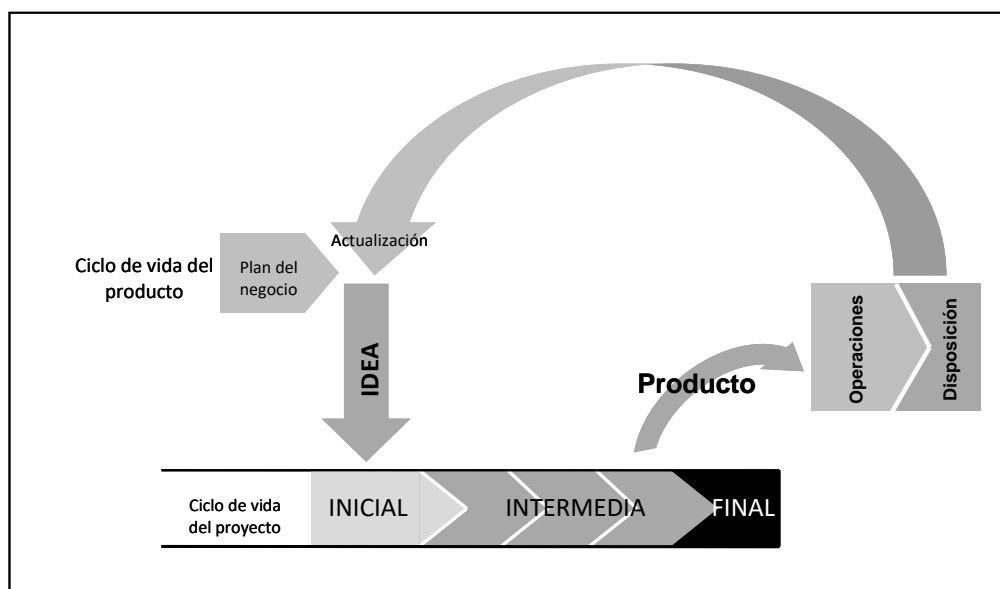 Actualización
Ciclo de vida del
producto
Plan del
negocio
IDEA
Producto
Operaciones
Disposición
Ciclo de vida
del proyecto
INICIAL
INTERMEDIA
FINAL